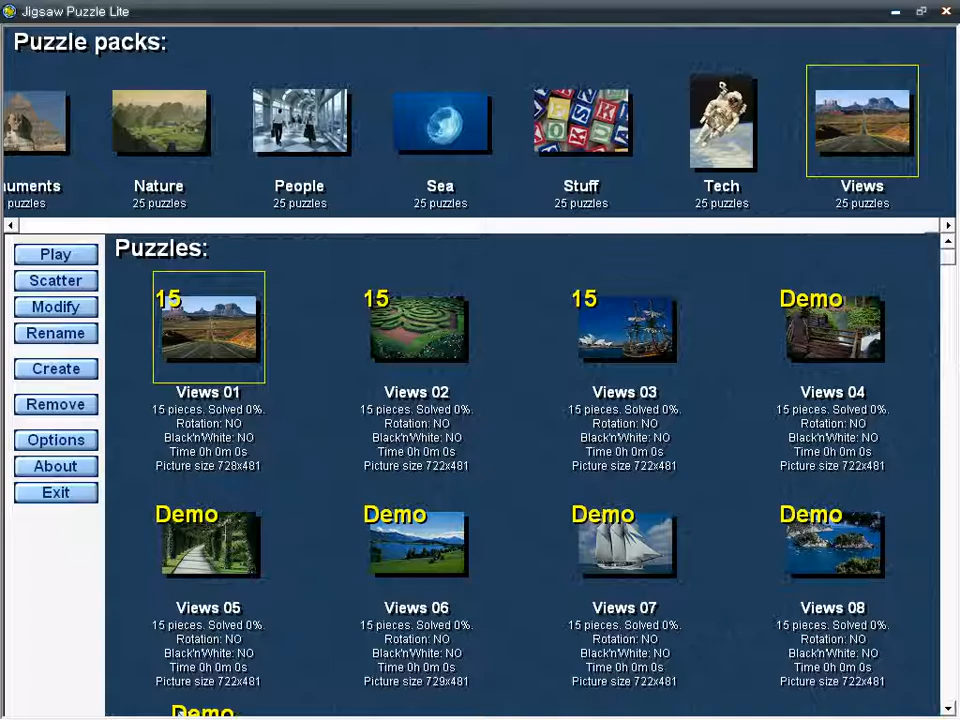 Jigsaw Puzzle Lite
Puzzle packs:
numents
Nature
People
Sea
Stuff
Tech
Views
puzzles
25 puzzles
25 puzzles
25 puzzles
25 puzzles
25 puzzles
25 puzzles
Play
Scatter
Modify
Rename
Create
Remove
Options
About
Exit
Puzzles:
15
15
15
Demo
Views 01
15 pieces. Solved 0%.
Rotation: NO
Black'n'White: NO
Time 0h 0m 0s
Picture size 728x481
Views 02
15 pieces. Solved 0%.
Rotation: NO
Black'n'White: NO
Time 0h 0m 0s
Picture size 722x481
Views 03
15 pieces. Solved 0%.
Rotation: NO
Black'n'White: NO
Time 0h 0m 0s
Picture size 722x481
Views 04
15 pieces. Solved 0%.
Rotation: NO
Black'n'White: NO
Time 0h 0m 0s
Picture size 722x481
Demo
Demo
Demo
Demo
Views 05
15 pieces. Solved 0%.
Rotation: NO
Black'n'White: NO
Time 0h 0m 0s
Picture size 722x481
Views 06
15 pieces. Solved 0%.
Rotation: NO
Black'n'White: NO
Time 0h 0m 0s
Picture size 729x481
Views 07
15 pieces. Solved 0%.
Rotation: NO
Black'n'White: NO
Time 0h 0m 0s
Picture size 722x481
Views 08
15 pieces. Solved 0%.
Rotation: NO
Black'n'White: NO
Time 0h 0m 0s
Picture size 722x481
Demo